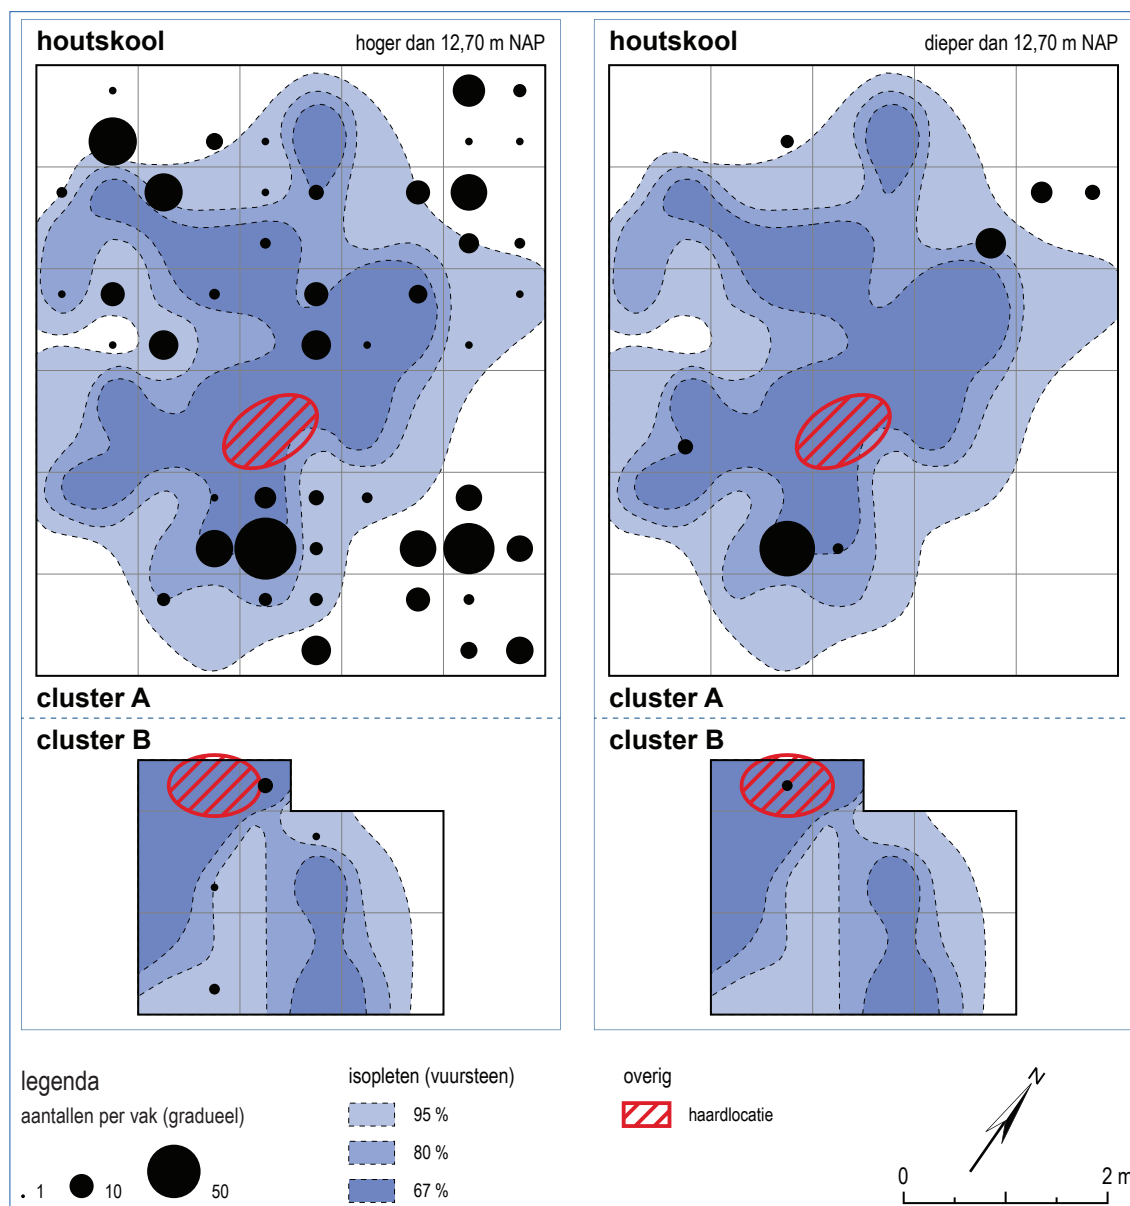 houtskool
hoger dan 12,70 m NAP
cluster A
cluster B
houtskool
dieper dan 12,70 m NAP
cluster A
cluster B
legenda
aantallen per vak (gradueel)
1
10
50
isopleten (vuursteen)
95 %
80 %
67 %
overig
haardlocatie
N
0
2 m